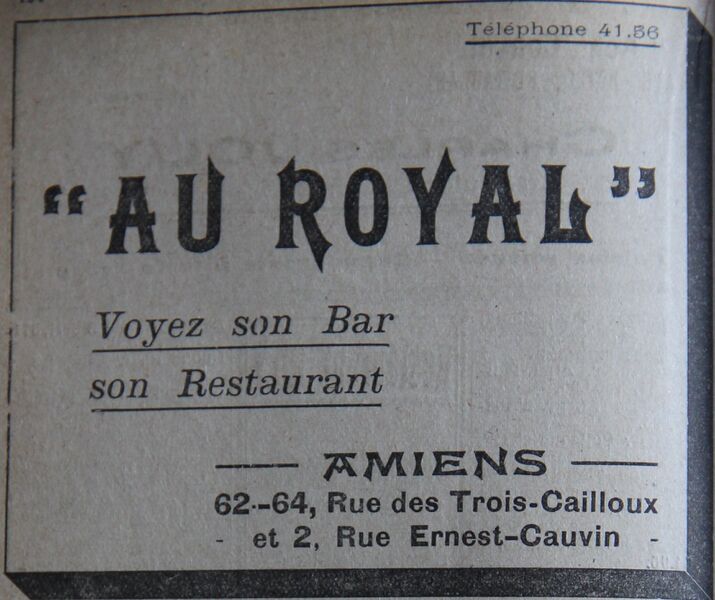 Téléphone 41.56
“AU ROYAL”
Voyez son Bar
son Restaurant
AMIENS
62-64, Rue des Trois-Cailloux
- et 2, Rue Ernest-Cauvin -